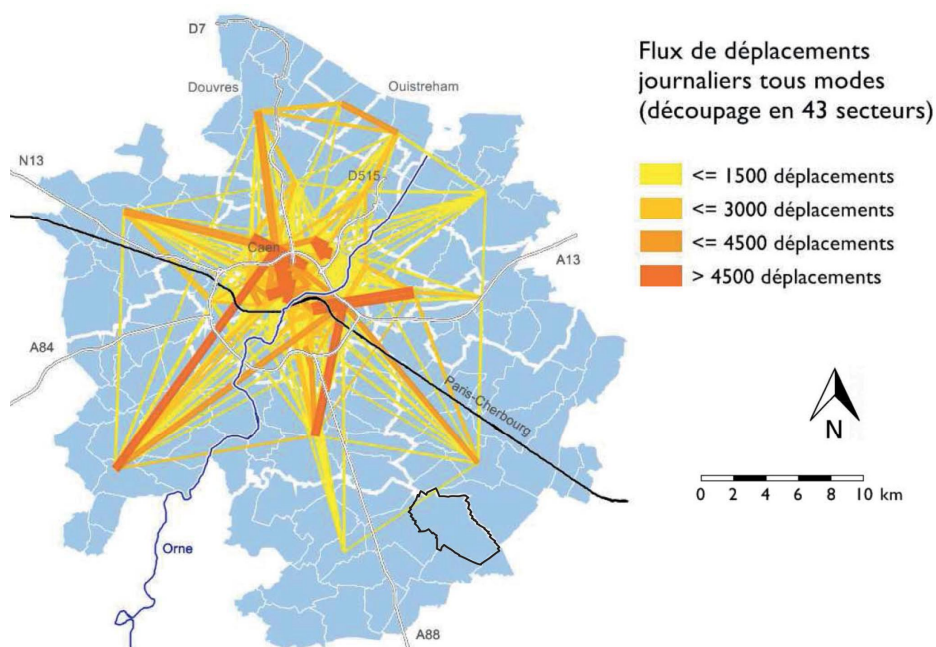 D7
Douvres
Ouistreham
N13
D515
Caen
A13
A84
Paris-Cherbourg
Orne
A88
Flux de déplacements
journaliers tous modes
(découpage en 43 secteurs)
<= 1500 déplacements
<= 3000 déplacements
<= 4500 déplacements
> 4500 déplacements
N
0 2 4 6 8 10 km